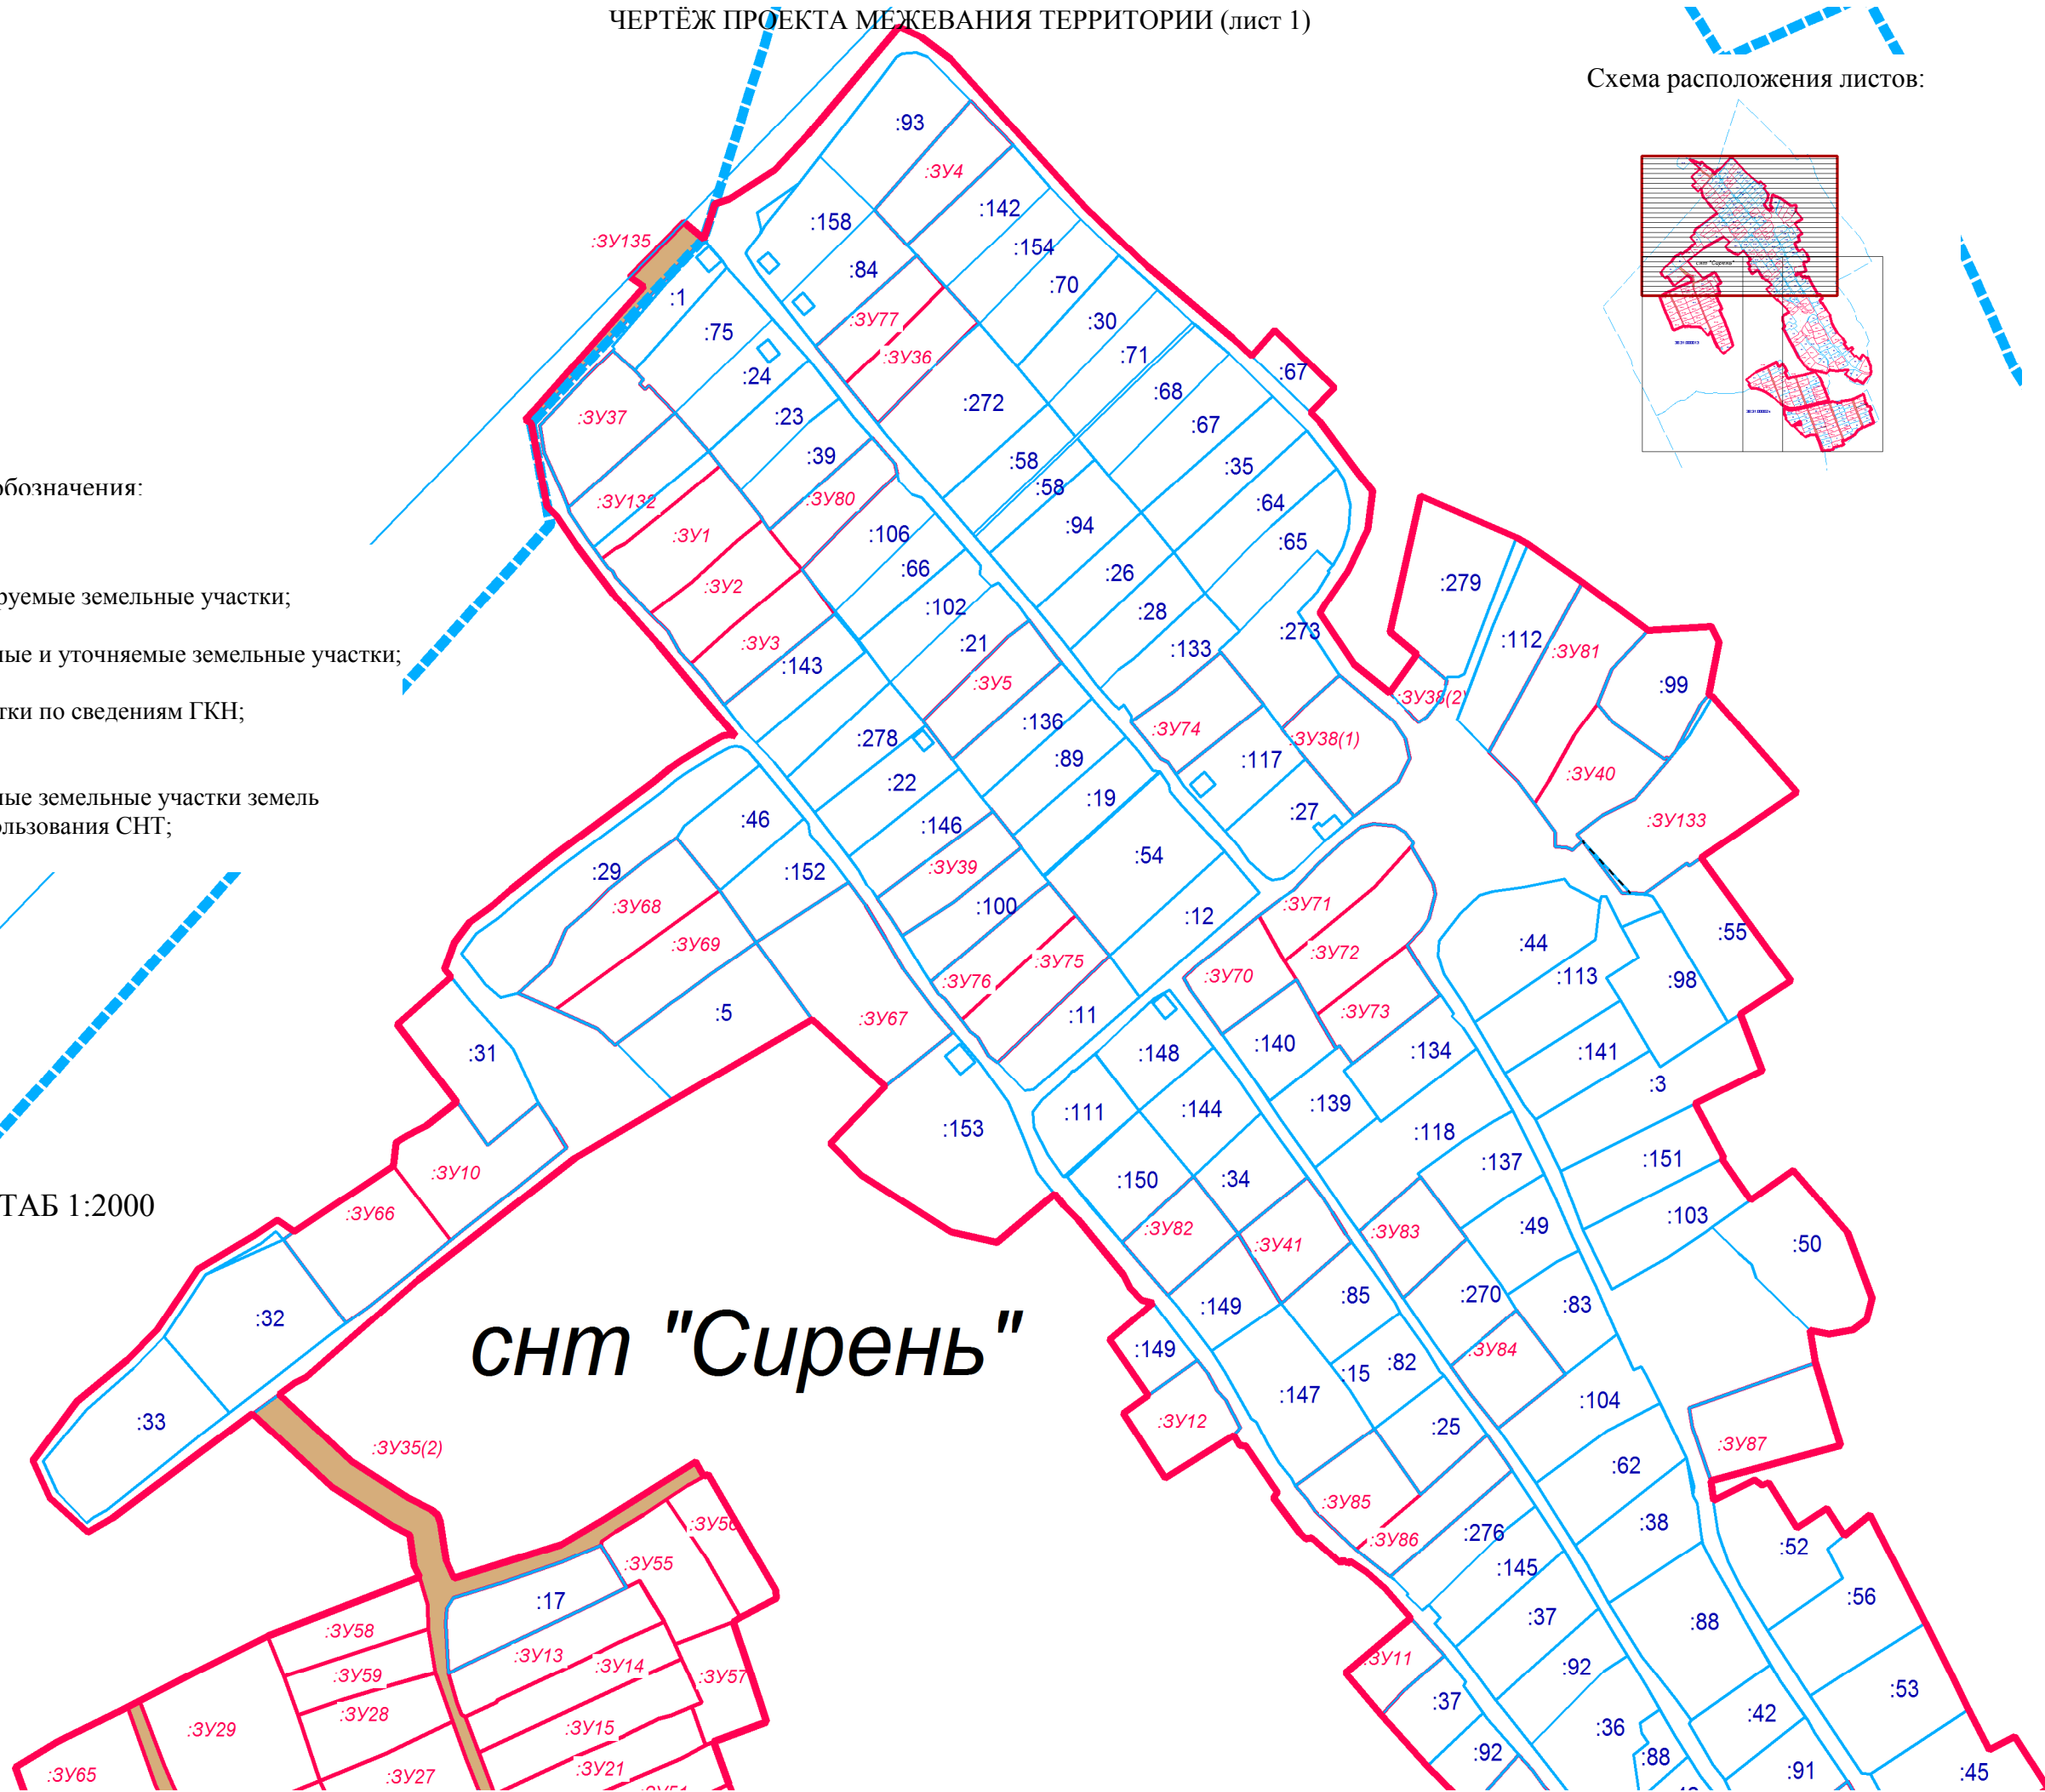 ЧЕРТЁЖ ПРОЕКТА МЕЖЕВАНИЯ ТЕРРИТОРИИ (лист 1)
Схема расположения листов:
снт "Сирень"
обозначения:
руемые земельные участки;
мые и уточняемые земельные участки;
тки по сведениям ГКН;
мые земельные участки земель
ользования СНТ;
ТАБ 1:2000
снт "Сирень"
:93
:ЗУ4
:142
:158
:154
:ЗУ135
:84
:70
:1
:ЗУ77
:30
:75
:ЗУ36
:71
:67
:24
:68
:272
:23
:ЗУ37
:67
:39
:58
:35
:58
:ЗУ132
:ЗУ80
:64
:94
:ЗУ1
:106
:65
:66
:26
:279
:ЗУ2
:102
:28
:273
:112
:ЗУ3
:21
:133
:ЗУ81
:143
:ЗУ5
:99
:ЗУ38(2)
:136
:ЗУ74
:278
:ЗУ38(1)
:89
:117
:22
:ЗУ40
:19
:46
:146
:27
:ЗУ133
:29
:152
:ЗУ39
:54
:ЗУ68
:100
:12
:ЗУ71
:55
:ЗУ69
:ЗУ72
:44
:ЗУ75
:ЗУ76
:ЗУ70
:113
:98
:5
:ЗУ67
:11
:ЗУ73
:31
:148
:140
:134
:141
:3
:111
:144
:139
:153
:118
:ЗУ10
:150
:34
:137
:151
:ЗУ66
:ЗУ82
:ЗУ41
:ЗУ83
:49
:103
:50
:32
:149
:85
:270
:83
:149
:15
:82
:ЗУ84
:33
:147
:104
:ЗУ12
:25
:ЗУ35(2)
:ЗУ87
:62
:ЗУ85
:ЗУ56
:ЗУ86
:276
:38
:52
:ЗУ55
:145
:17
:56
:ЗУ58
:37
:88
:ЗУ13
:ЗУ14
:ЗУ11
:92
:ЗУ59
:ЗУ57
:53
:37
:ЗУ28
:42
:ЗУ29
:ЗУ15
:36
:92
:88
:ЗУ65
:ЗУ27
:ЗУ21
:91
:45